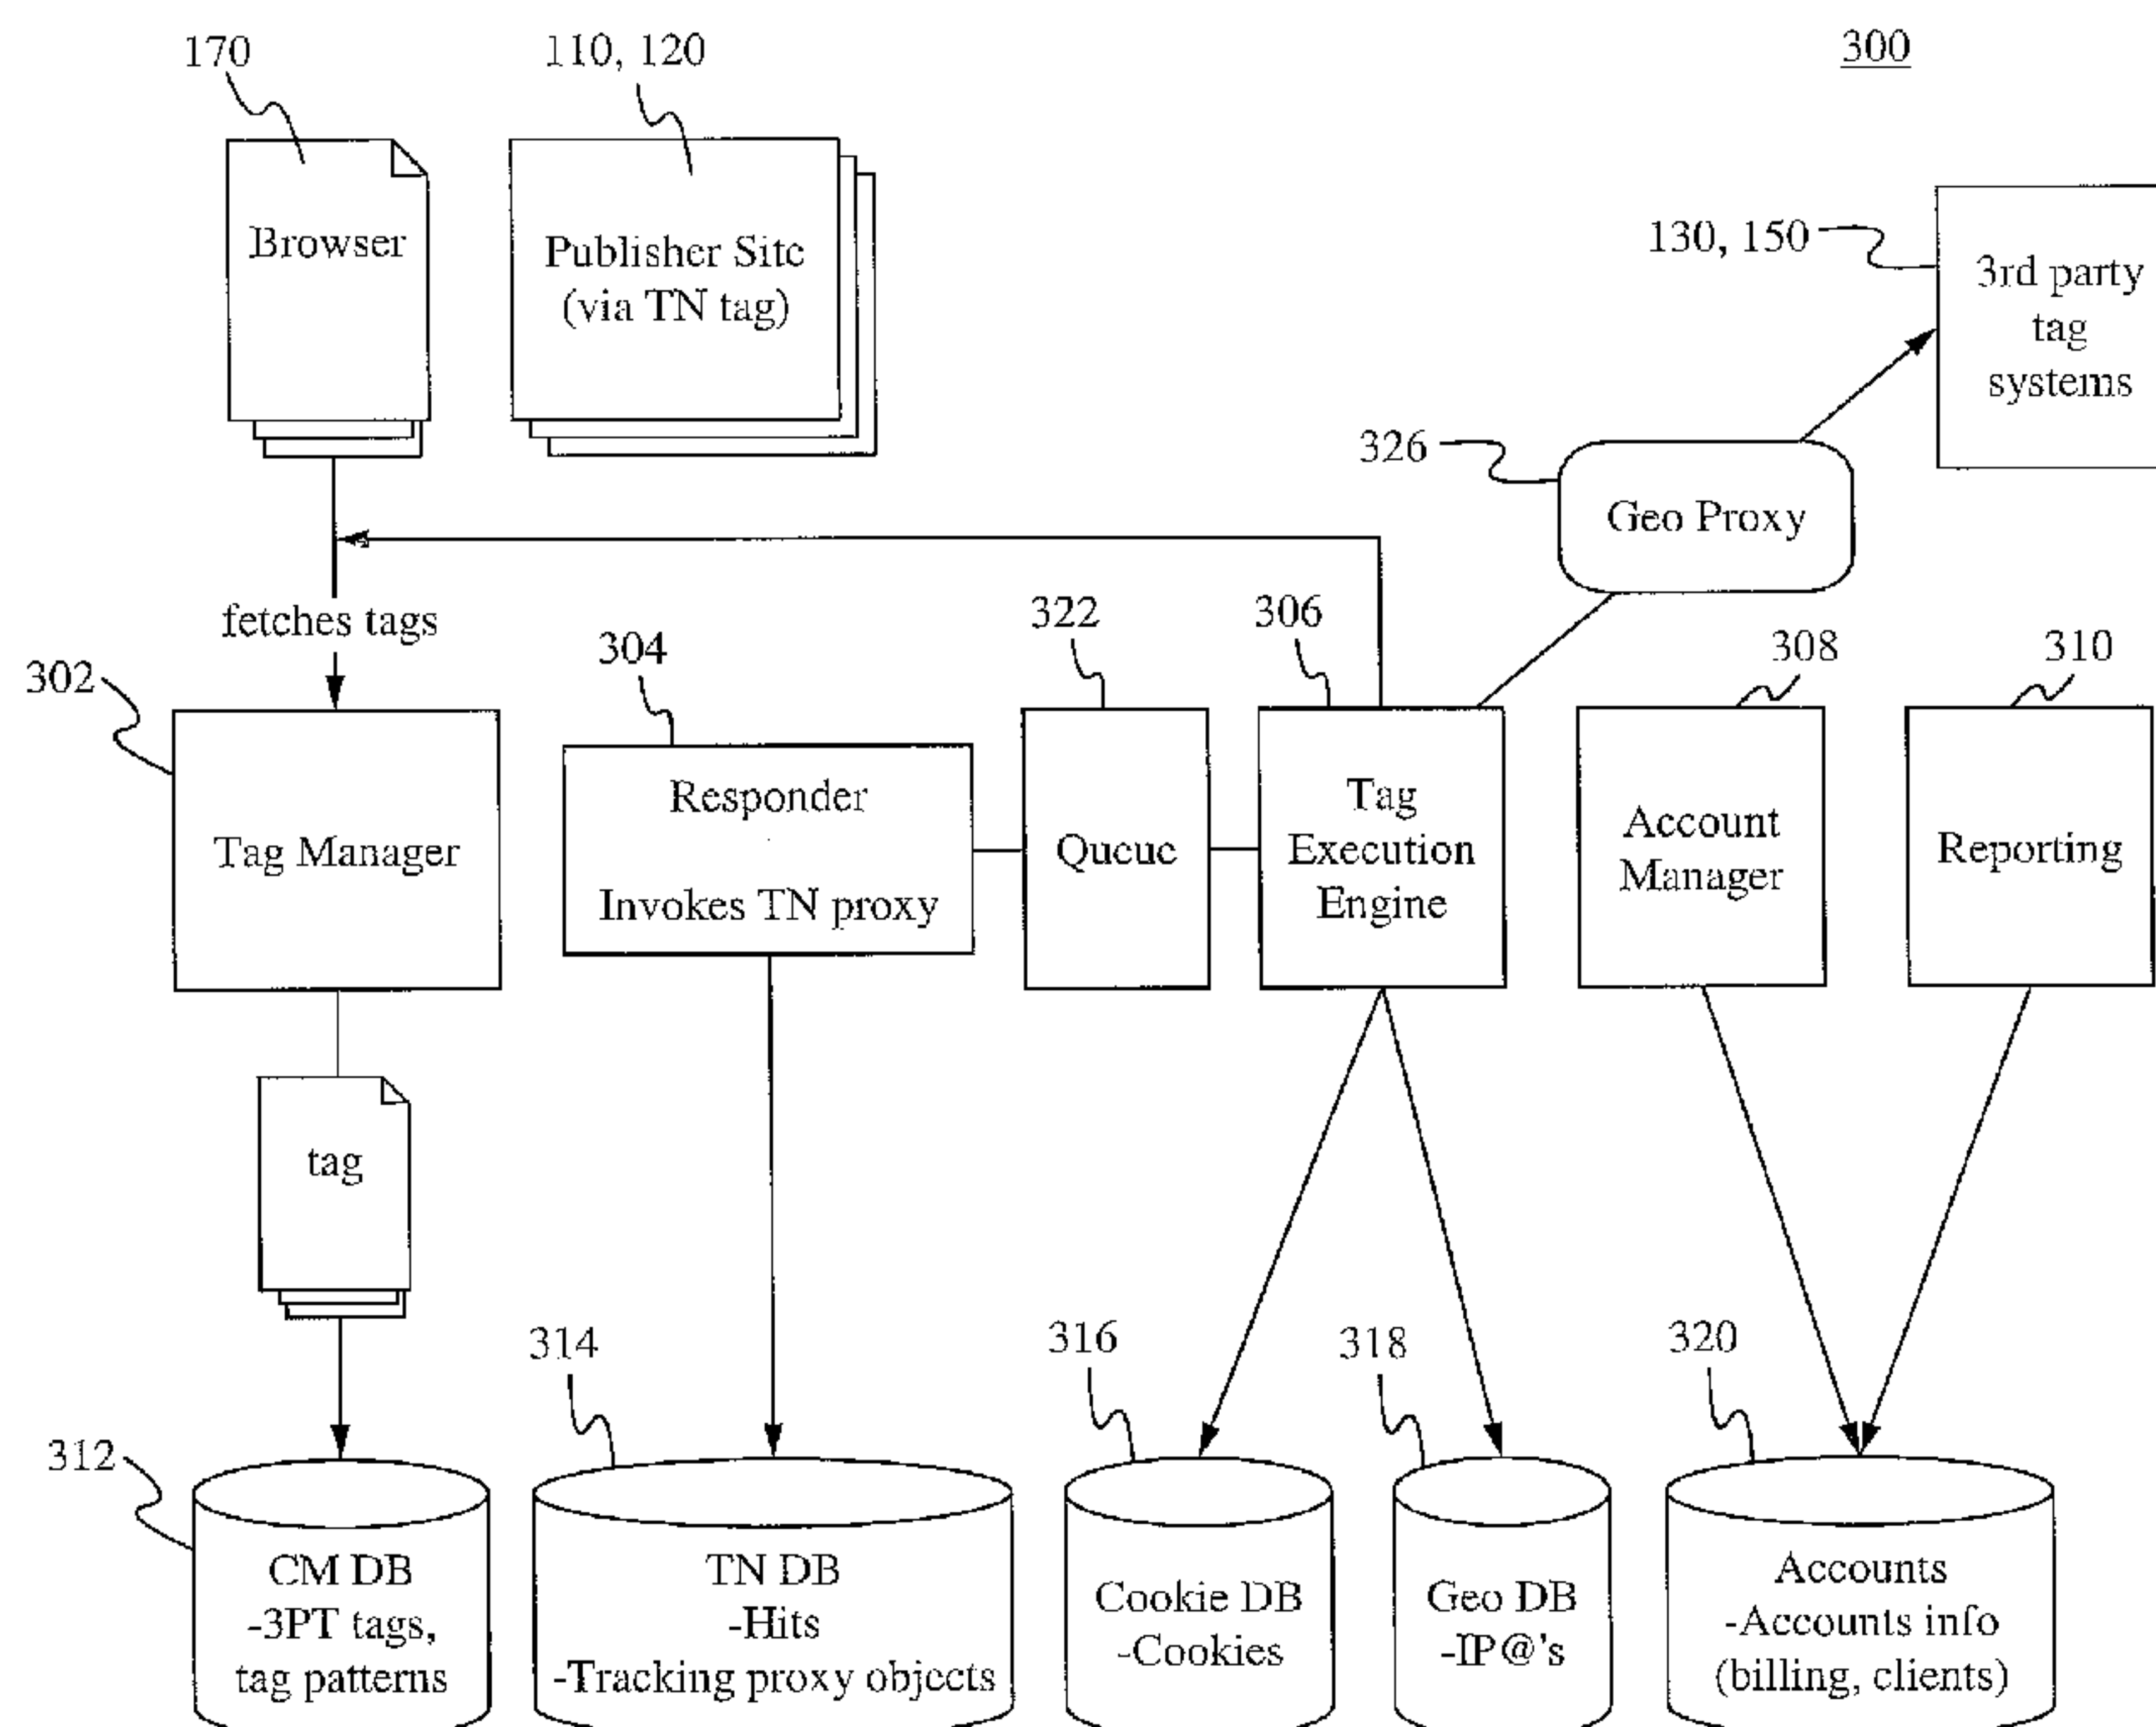 170
110, 120
300
Browser
Publisher Site
(via TN tag)
130, 150
3rd party
tag
systems
326
Geo Proxy
fetches tags
322
306
304
308
310
302
Tag Manager
Responder
Invokes TN proxy
Queue
Tag
Execution
Engine
Account
Manager
Reporting
tag
314
316
318
320
312
CM DB
-3PT tags,
tag patterns
TN DB
-Hits
-Tracking proxy objects
Cookie DB
-Cookies
Geo DB
-IP@'s
Accounts
-Accounts info
(billing, clients)